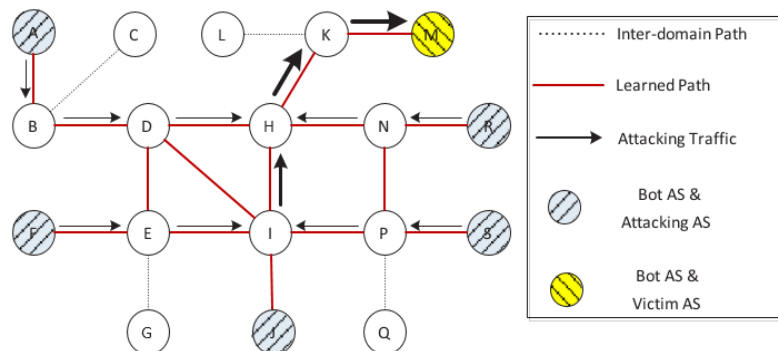 A
C
L
K
M
B
D
H
N
R
F
E
I
P
S
G
J
Q
Inter-domain Path
Learned Path
Attacking Traffic
Bot AS &
Attacking AS
Bot AS &
Victim AS